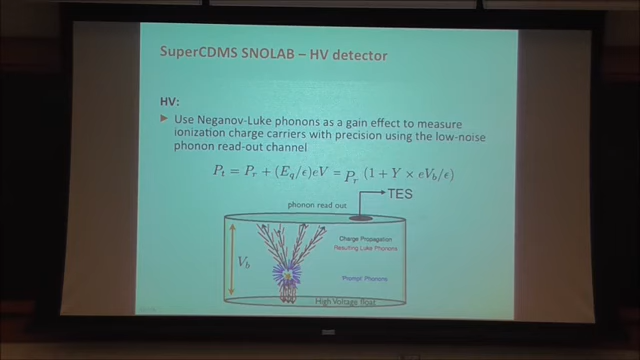 SuperCDMS SNOLAB – HV detector
HV:
Use Neganov-Luke phonons as a gain effect to measure
ionization charge carriers with precision using the low-noise
phonon read-out channel
P_t = P_r + (E_q/ε)eV = P_r (1 + Y × eV_b/ε)
TES
phonon read out
Charge Propagation
Resulting Luke Phonons
V_b
'Prompt' Phonons
High Voltage float